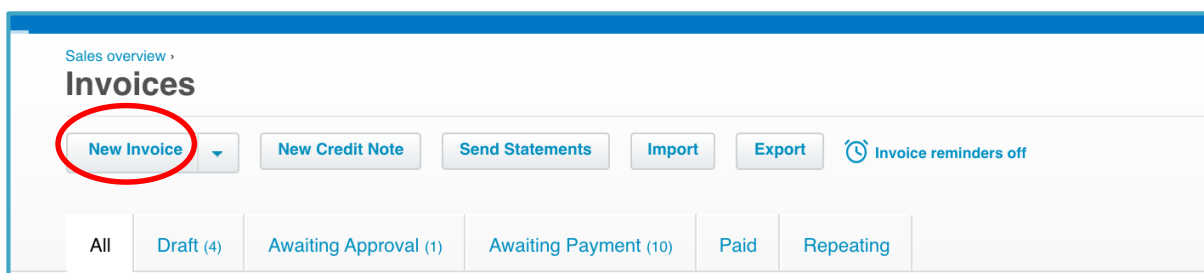 Sales overview ›
Invoices
New Invoice New Credit Note Send Statements Import Export Invoice reminders off
All Draft (4) Awaiting Approval (1) Awaiting Payment (10) Paid Repeating